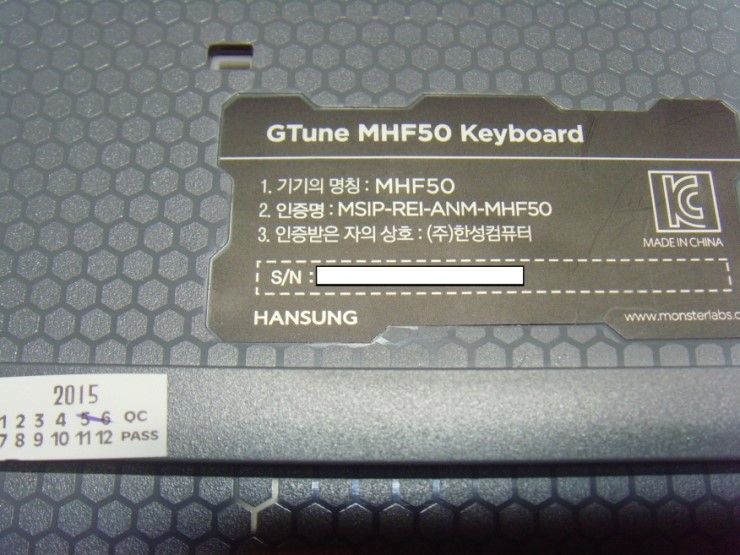 GTune MHF50 Keyboard
1. 기기의 명칭 : MHF50
2. 인증명 : MSIP-REI-ANM-MHF50
3. 인증받은 자의 상호 : (주)한성컴퓨터
KC
MADE IN CHINA
S/N :
HANSUNG
www.monsterlabs.c
2015
1 2 3 4 5 6 QC
7 8 9 10 11 12 PASS